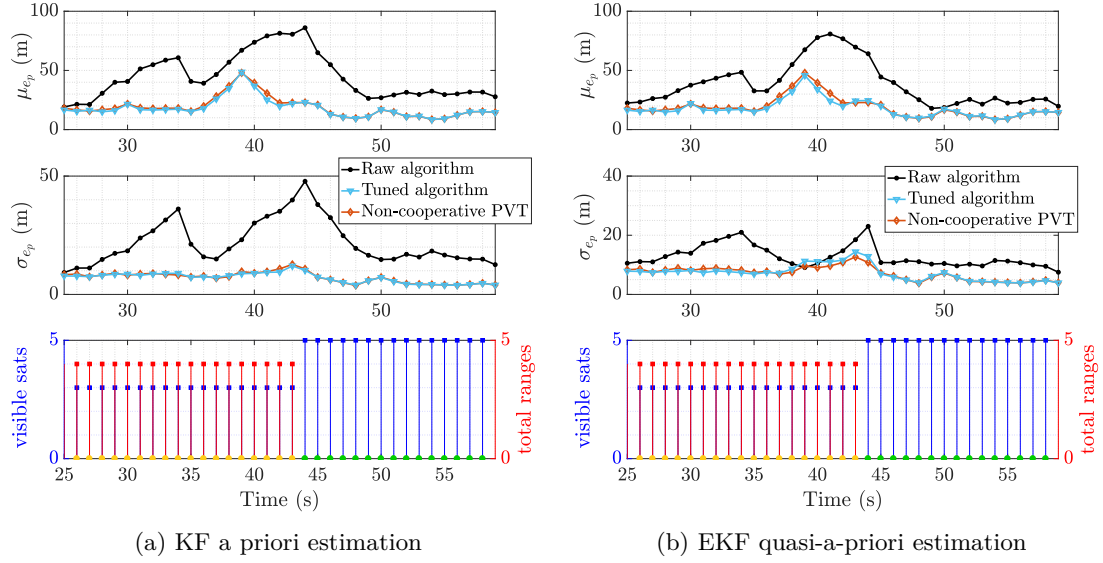 100
50
0
μ_{e_p} (m)
30
40
50
50
0
σ_{e_p} (m)
30
40
50
Raw algorithm
Tuned algorithm
Non-cooperative PVT
5
0
visible sats
5
0
total ranges
25
30
35
40
45
50
55
Time (s)
(a) KF a priori estimation
100
50
0
μ_{e_p} (m)
30
40
50
40
20
0
σ_{e_p} (m)
30
40
50
Raw algorithm
Tuned algorithm
Non-cooperative PVT
5
0
visible sats
5
0
total ranges
25
30
35
40
45
50
55
Time (s)
(b) EKF quasi-a-priori estimation